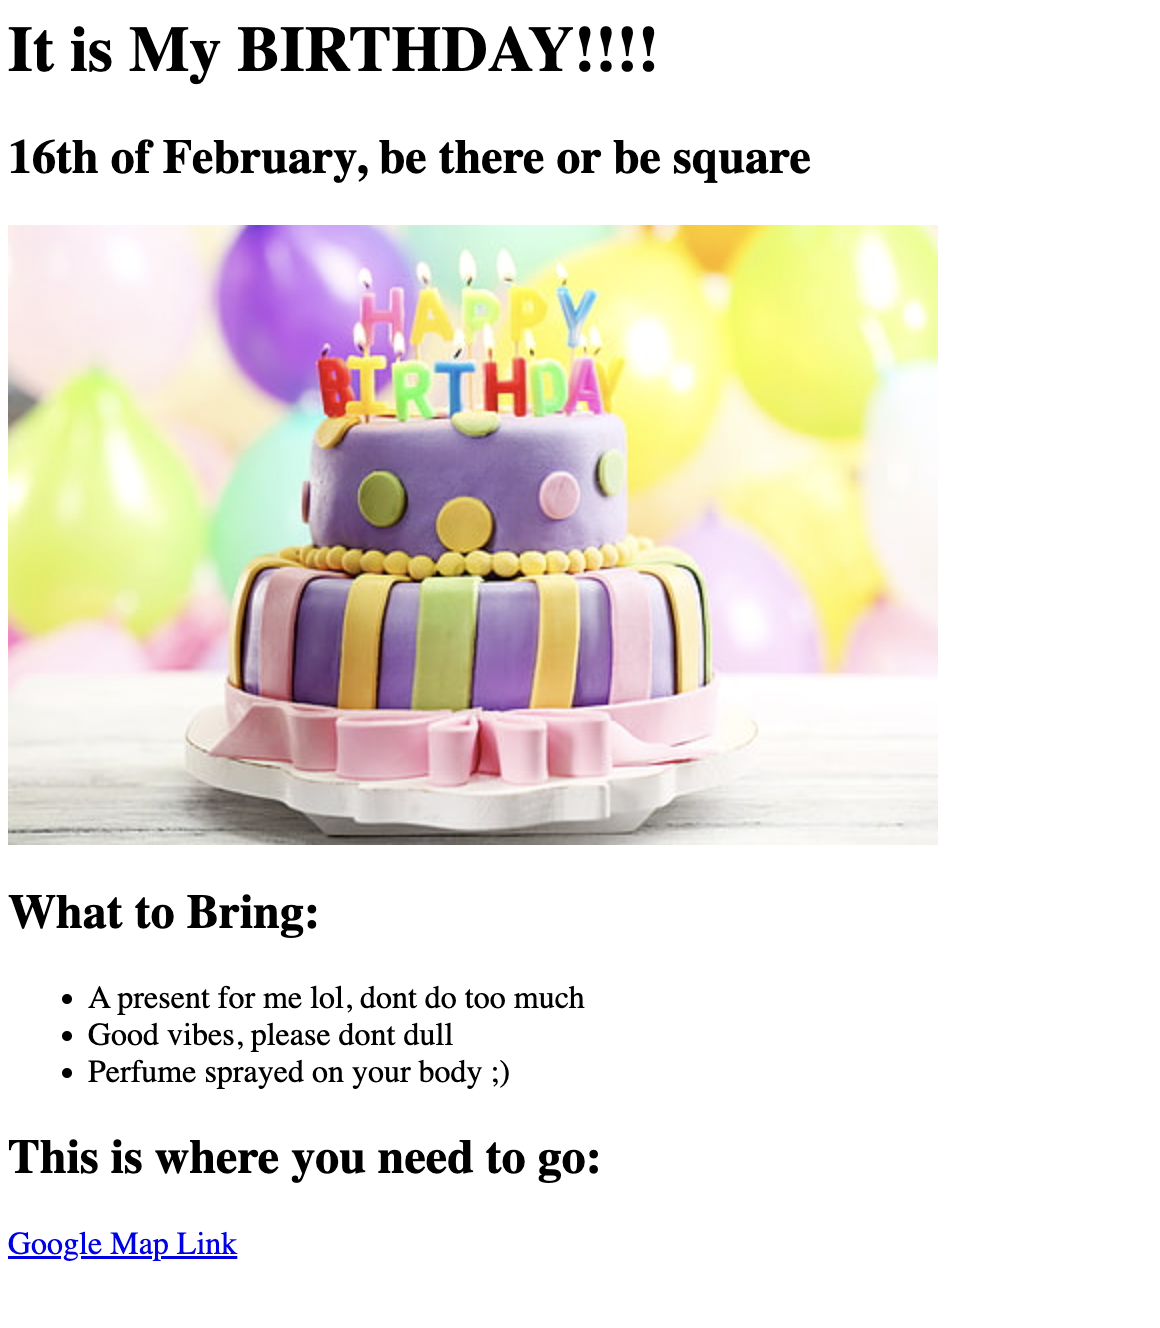 It is My BIRTHDAY!!!!
16th of February, be there or be square
HAPPY
BIRTHDAY
What to Bring:
A present for me lol, dont do too much
Good vibes, please dont dull
Perfume sprayed on your body ;)
This is where you need to go:
Google Map Link